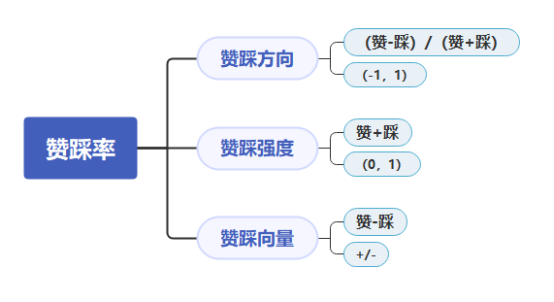 赞踩率
赞踩方向
(赞-踩) / (赞+踩)
(-1, 1)
赞踩强度
赞+踩
(0, 1)
赞踩向量
赞-踩
+/-